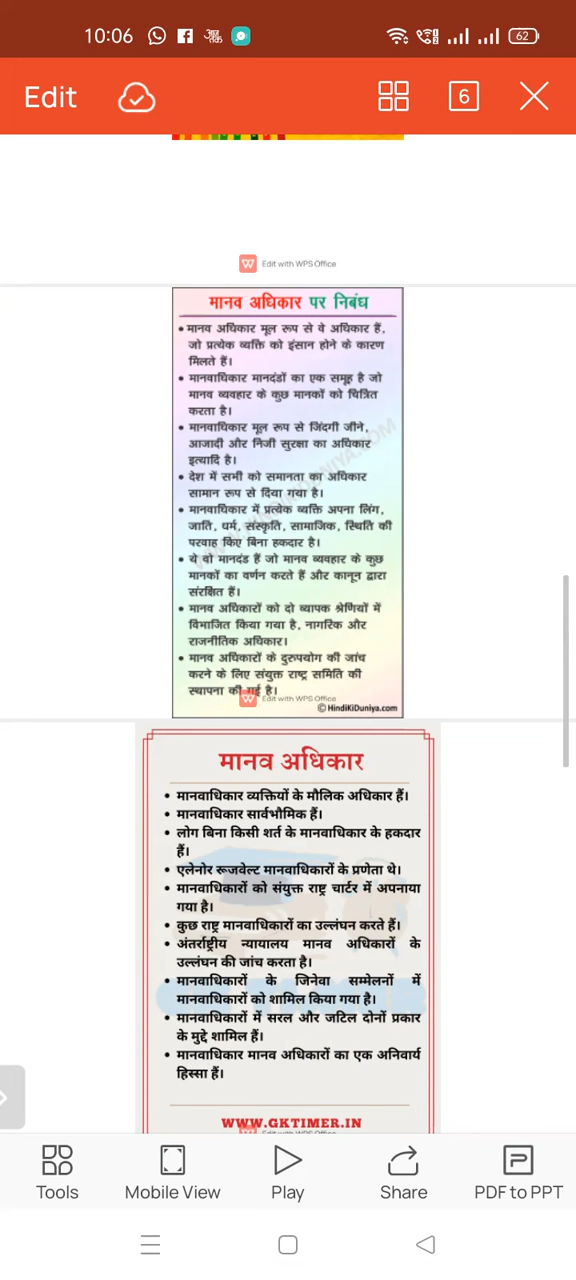 10:06
62
Edit
6
Edit with WPS Office
मानव अधिकार पर निबंध
• मानव अधिकार मूल रूप से वे अधिकार हैं,
जो प्रत्येक व्यक्ति को इंसान होने के कारण
मिलते हैं।
• मानवाधिकार मानदंडों का एक समूह है जो
मानव व्यवहार के कुछ मानकों को चित्रित
करता है।
• मानवाधिकार मूल रूप से जिंदगी जीने,
आजादी और निजी सुरक्षा का अधिकार
इत्यादि है।
• देश में सभी को समानता का अधिकार
सामान रूप से दिया गया है।
• मानवाधिकार में प्रत्येक व्यक्ति अपना लिंग,
जाति, धर्म, संस्कृति, सामाजिक, स्थिति की
परवाह किए बिना हकदार है।
• ये वो मानदंड हैं जो मानव व्यवहार के कुछ
मानकों का वर्णन करते हैं और कानून द्वारा
संरक्षित हैं।
• मानव अधिकारों को दो व्यापक श्रेणियों में
विभाजित किया गया है, नागरिक और
राजनीतिक अधिकार।
• मानव अधिकारों के दुरुपयोग की जांच
करने के लिए संयुक्त राष्ट्र समिति की
स्थापना की गई है।
Edit with WPS Office
© HindiKiDuniya.com
मानव अधिकार
• मानवाधिकार व्यक्तियों के मौलिक अधिकार हैं।
• मानवाधिकार सार्वभौमिक हैं।
• लोग बिना किसी शर्त के मानवाधिकार के हकदार
हैं।
• एलेनोर रूजवेल्ट मानवाधिकारों के प्रणेता थे।
• मानवाधिकारों को संयुक्त राष्ट्र चार्टर में अपनाया
गया है।
• कुछ राष्ट्र मानवाधिकारों का उल्लंघन करते हैं।
• अंतर्राष्ट्रीय न्यायालय मानव अधिकारों के
उल्लंघन की जांच करता है।
• मानवाधिकारों के जिनेवा सम्मेलनों में
मानवाधिकारों को शामिल किया गया है।
• मानवाधिकारों में सरल और जटिल दोनों प्रकार
के मुद्दे शामिल हैं।
• मानवाधिकार मानव अधिकारों का एक अनिवार्य
हिस्सा हैं।
WWW.GKTIMER.IN
Tools
Mobile View
Play
Share
PDF to PPT